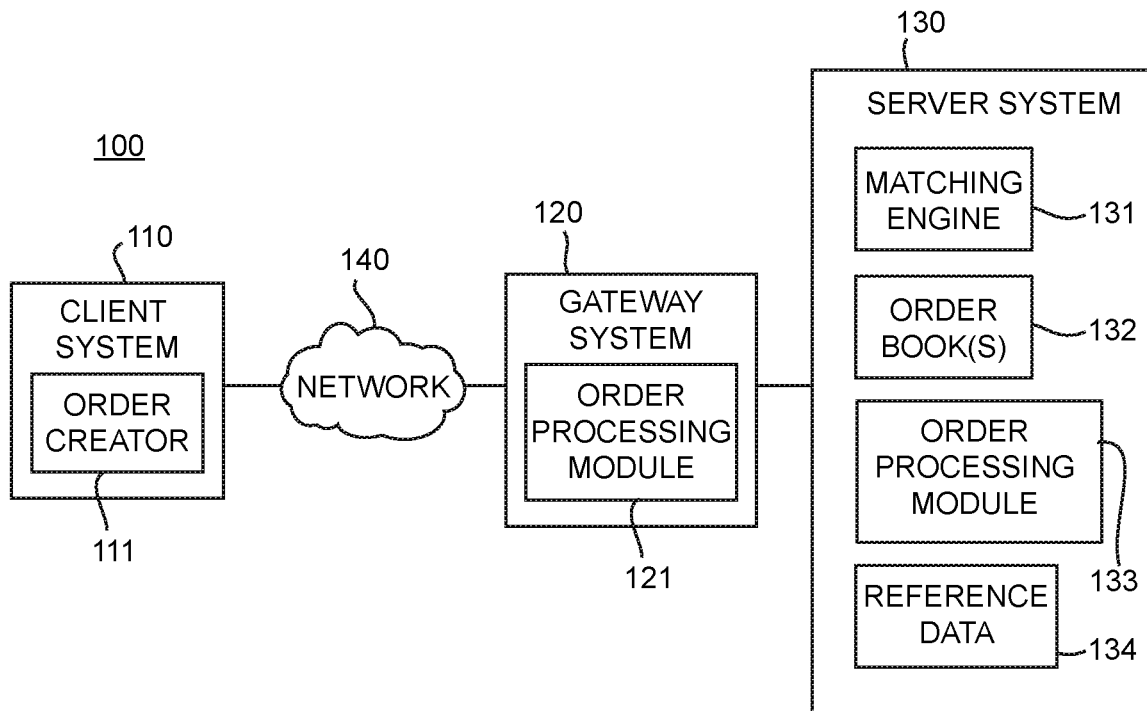 100
110
CLIENT
SYSTEM
ORDER
CREATOR
111
140
NETWORK
120
GATEWAY
SYSTEM
ORDER
PROCESSING
MODULE
121
130
SERVER SYSTEM
MATCHING
ENGINE
131
ORDER
BOOK(S)
132
ORDER
PROCESSING
MODULE
133
REFERENCE
DATA
134